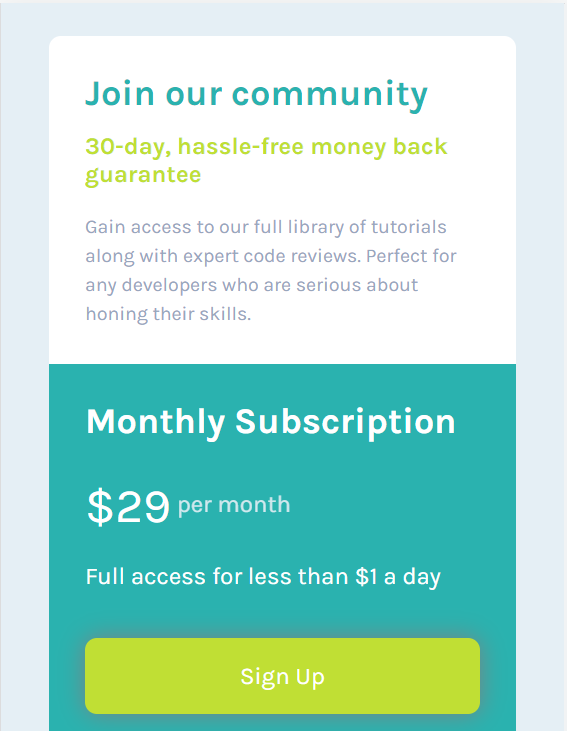 Join our community
30-day, hassle-free money back
guarantee
Gain access to our full library of tutorials
along with expert code reviews. Perfect for
any developers who are serious about
honing their skills.
Monthly Subscription
$29 per month
Full access for less than $1 a day
Sign Up